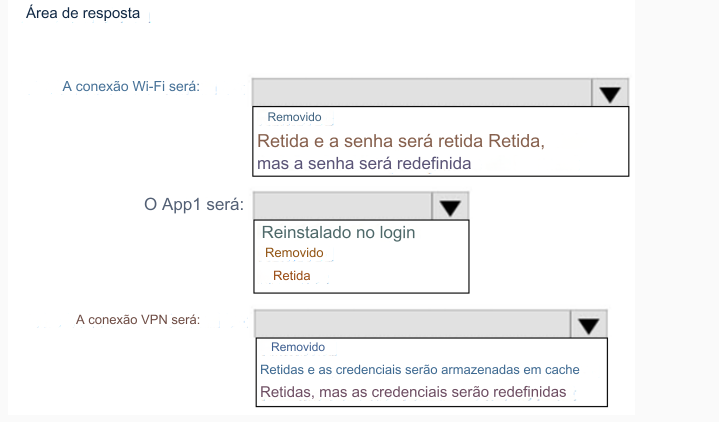 Área de resposta
A conexão Wi-Fi será:
Removido
Retida e a senha será retida Retida,
mas a senha será redefinida
O App1 será:
Reinstalado no login
Removido
Retida
A conexão VPN será:
Removido
Retidas e as credenciais serão armazenadas em cache
Retidas, mas as credenciais serão redefinidas